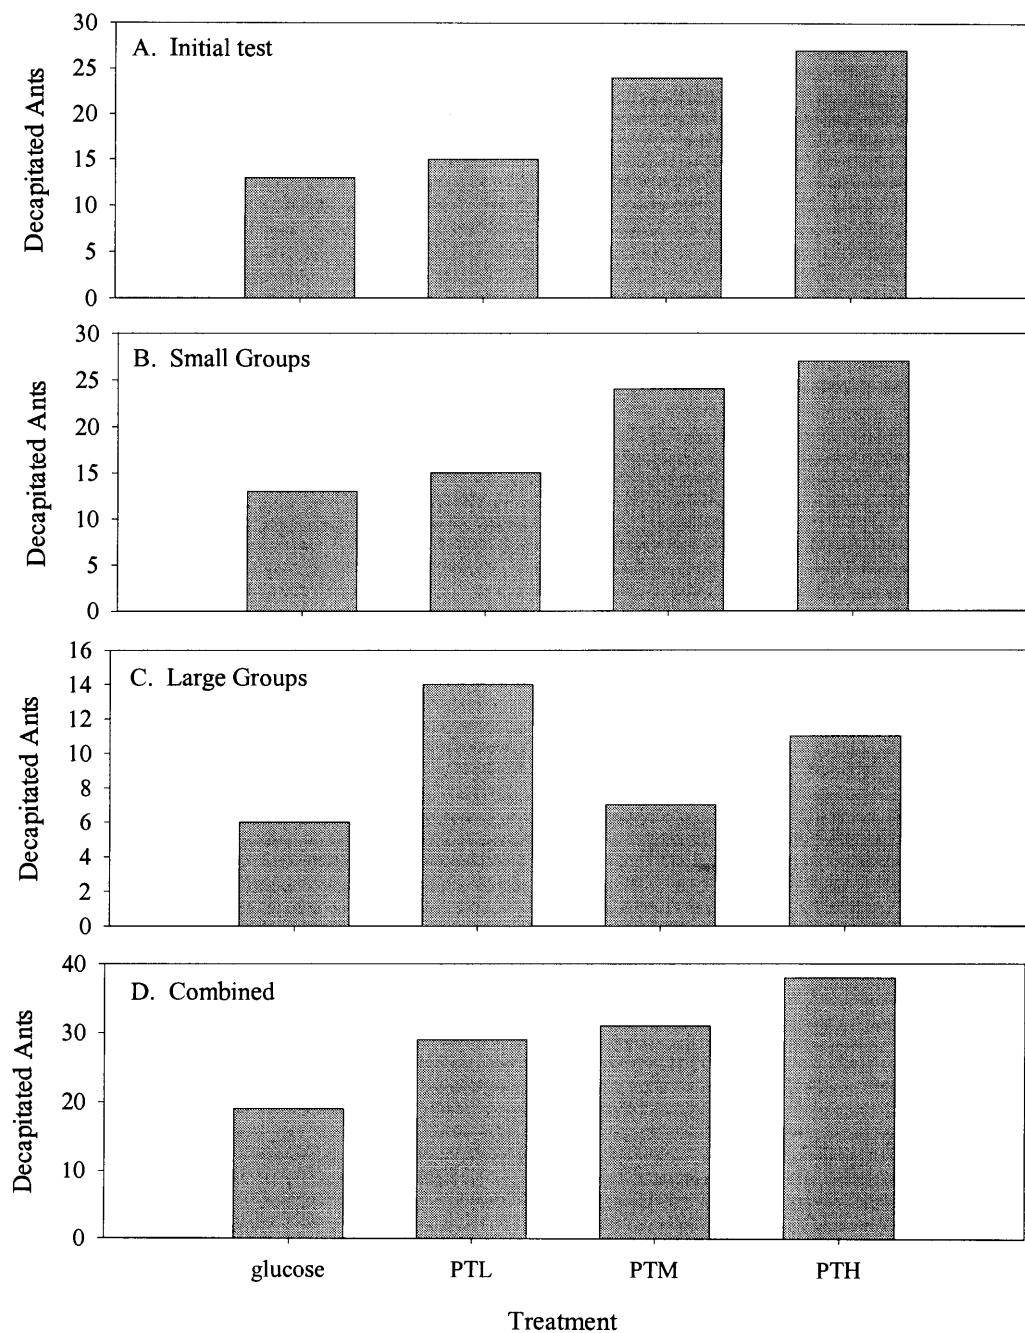 A. Initial test
Decapitated Ants
30
25
20
15
10
5
0
B. Small Groups
Decapitated Ants
30
25
20
15
10
5
0
C. Large Groups
Decapitated Ants
16
14
12
10
8
6
4
2
0
D. Combined
Decapitated Ants
40
30
20
10
0
glucose PTL PTM PTH
Treatment